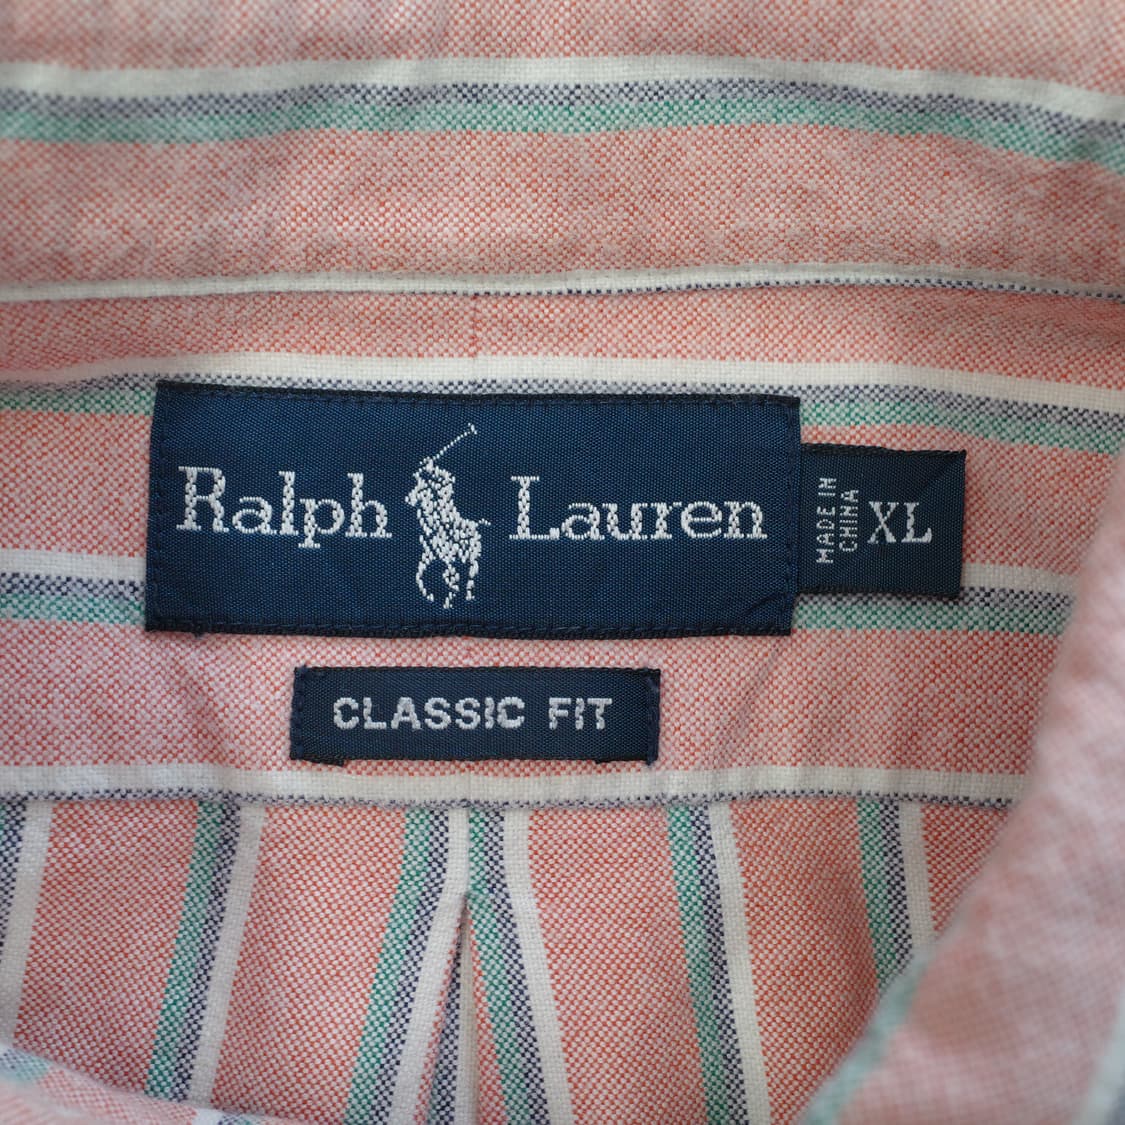 Ralph Lauren
MADE IN
CHINA
XL
CLASSIC FIT